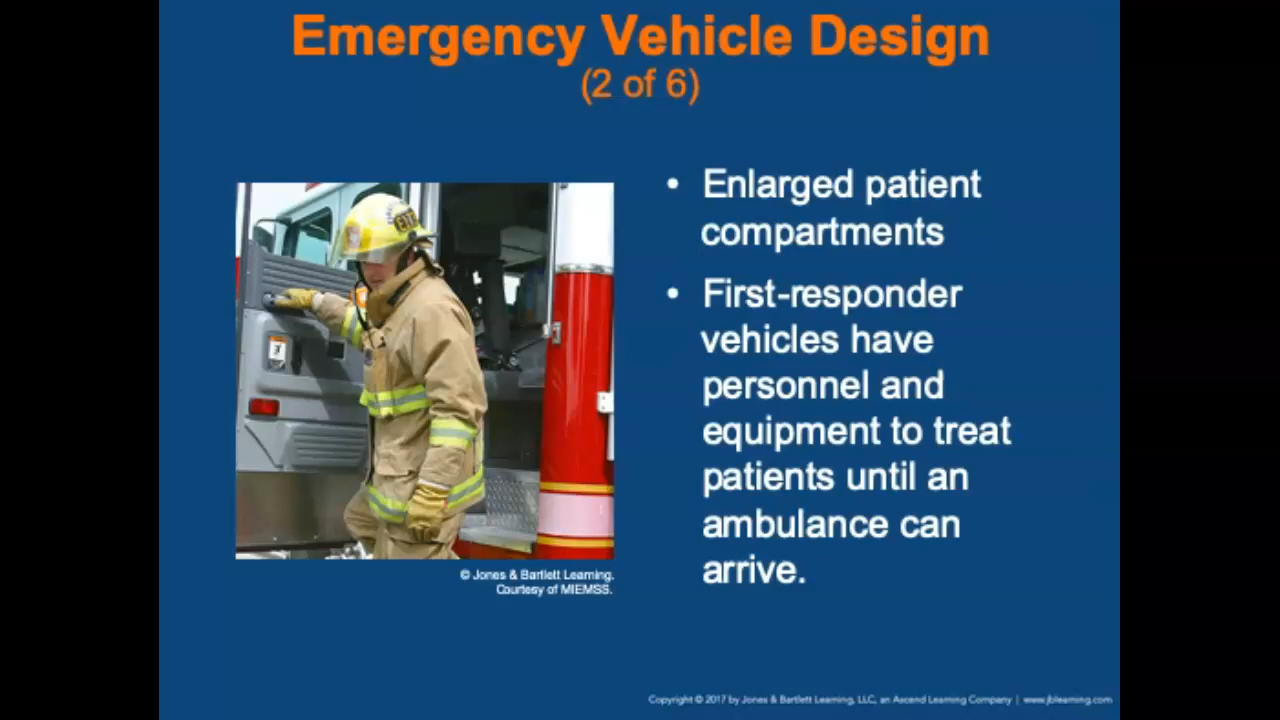 Emergency Vehicle Design
(2 of 6)
• Enlarged patient
compartments
• First-responder
vehicles have
personnel and
equipment to treat
patients until an
ambulance can
arrive.
© Jones & Bartlett Learning.
Courtesy of MIEMSS.
Copyright © 2017 by Jones & Bartlett Learning, LLC, an Ascend Learning Company | www.jblearning.com